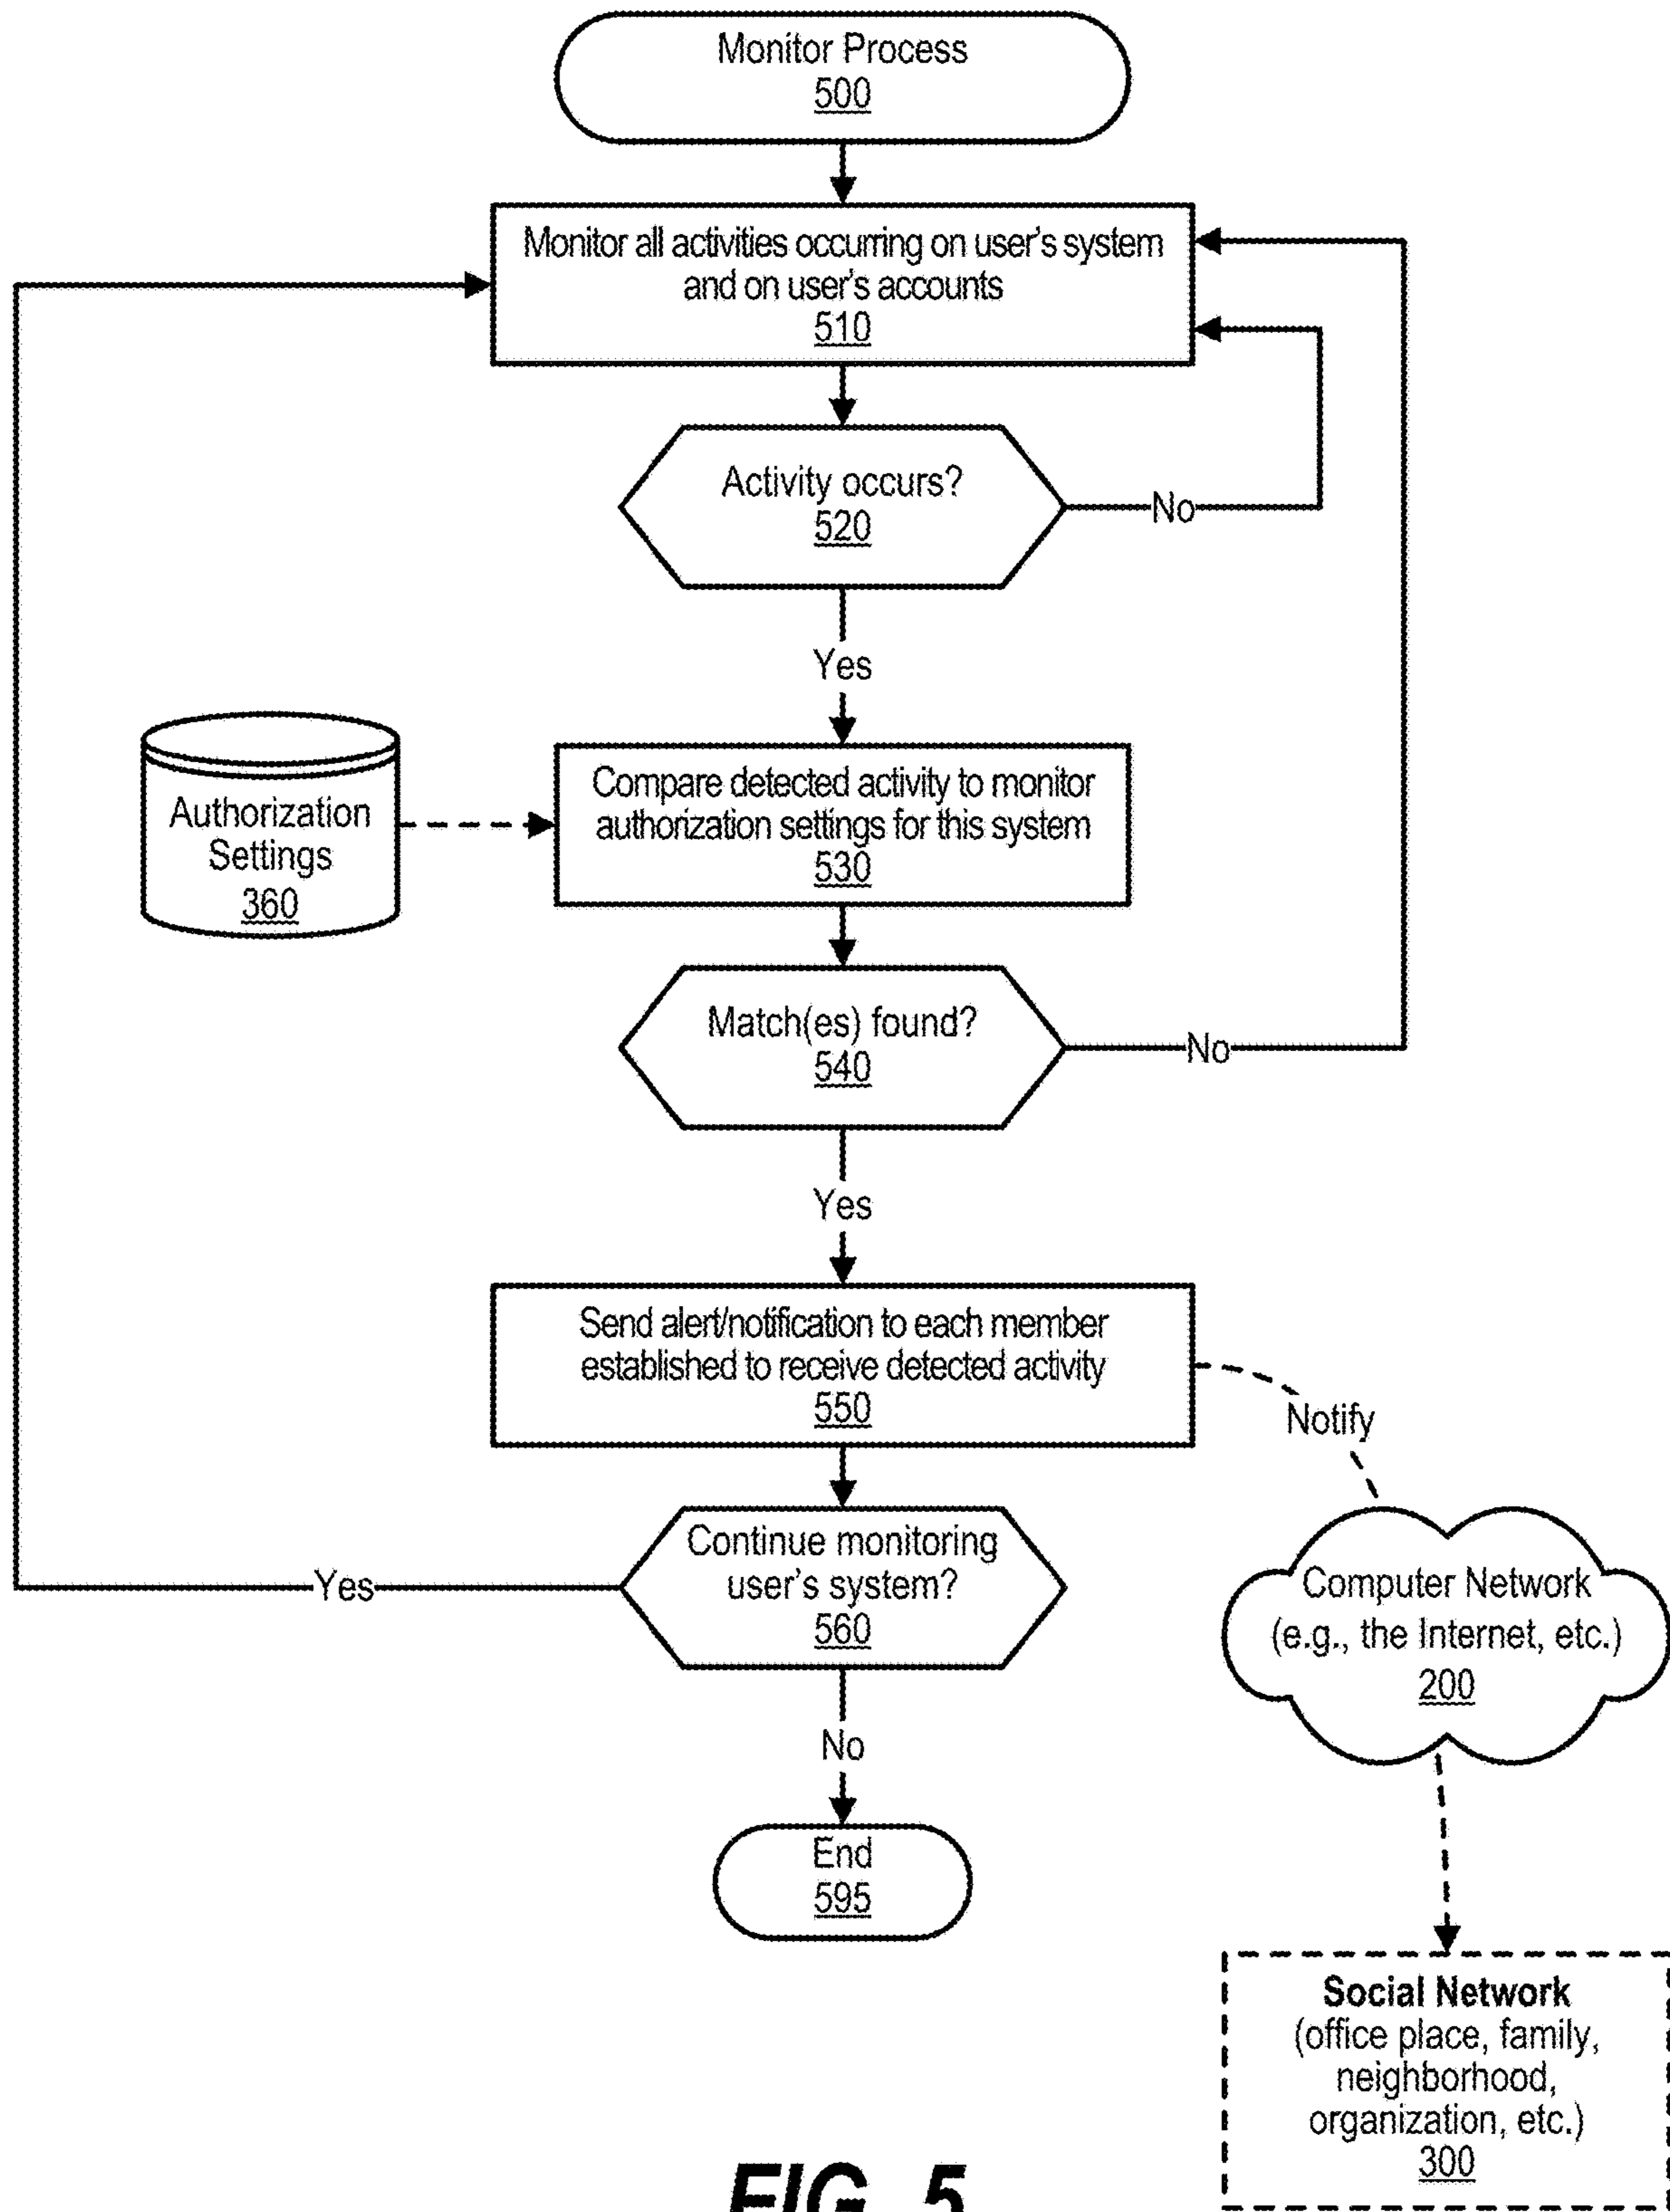 Monitor Process
500
Monitor all activities occurring on user's system
and on user's accounts
510
Activity occurs?
520
No
Yes
Authorization
Settings
360
Compare detected activity to monitor
authorization settings for this system
530
Match(es) found?
540
No
Yes
Send alert/notification to each member
established to receive detected activity
550
Notify
Continue monitoring
user's system?
560
Yes
Computer Network
(e.g., the Internet, etc.)
200
No
End
595
Social Network
(office place, family,
neighborhood,
organization, etc.)
300
FIG. 5